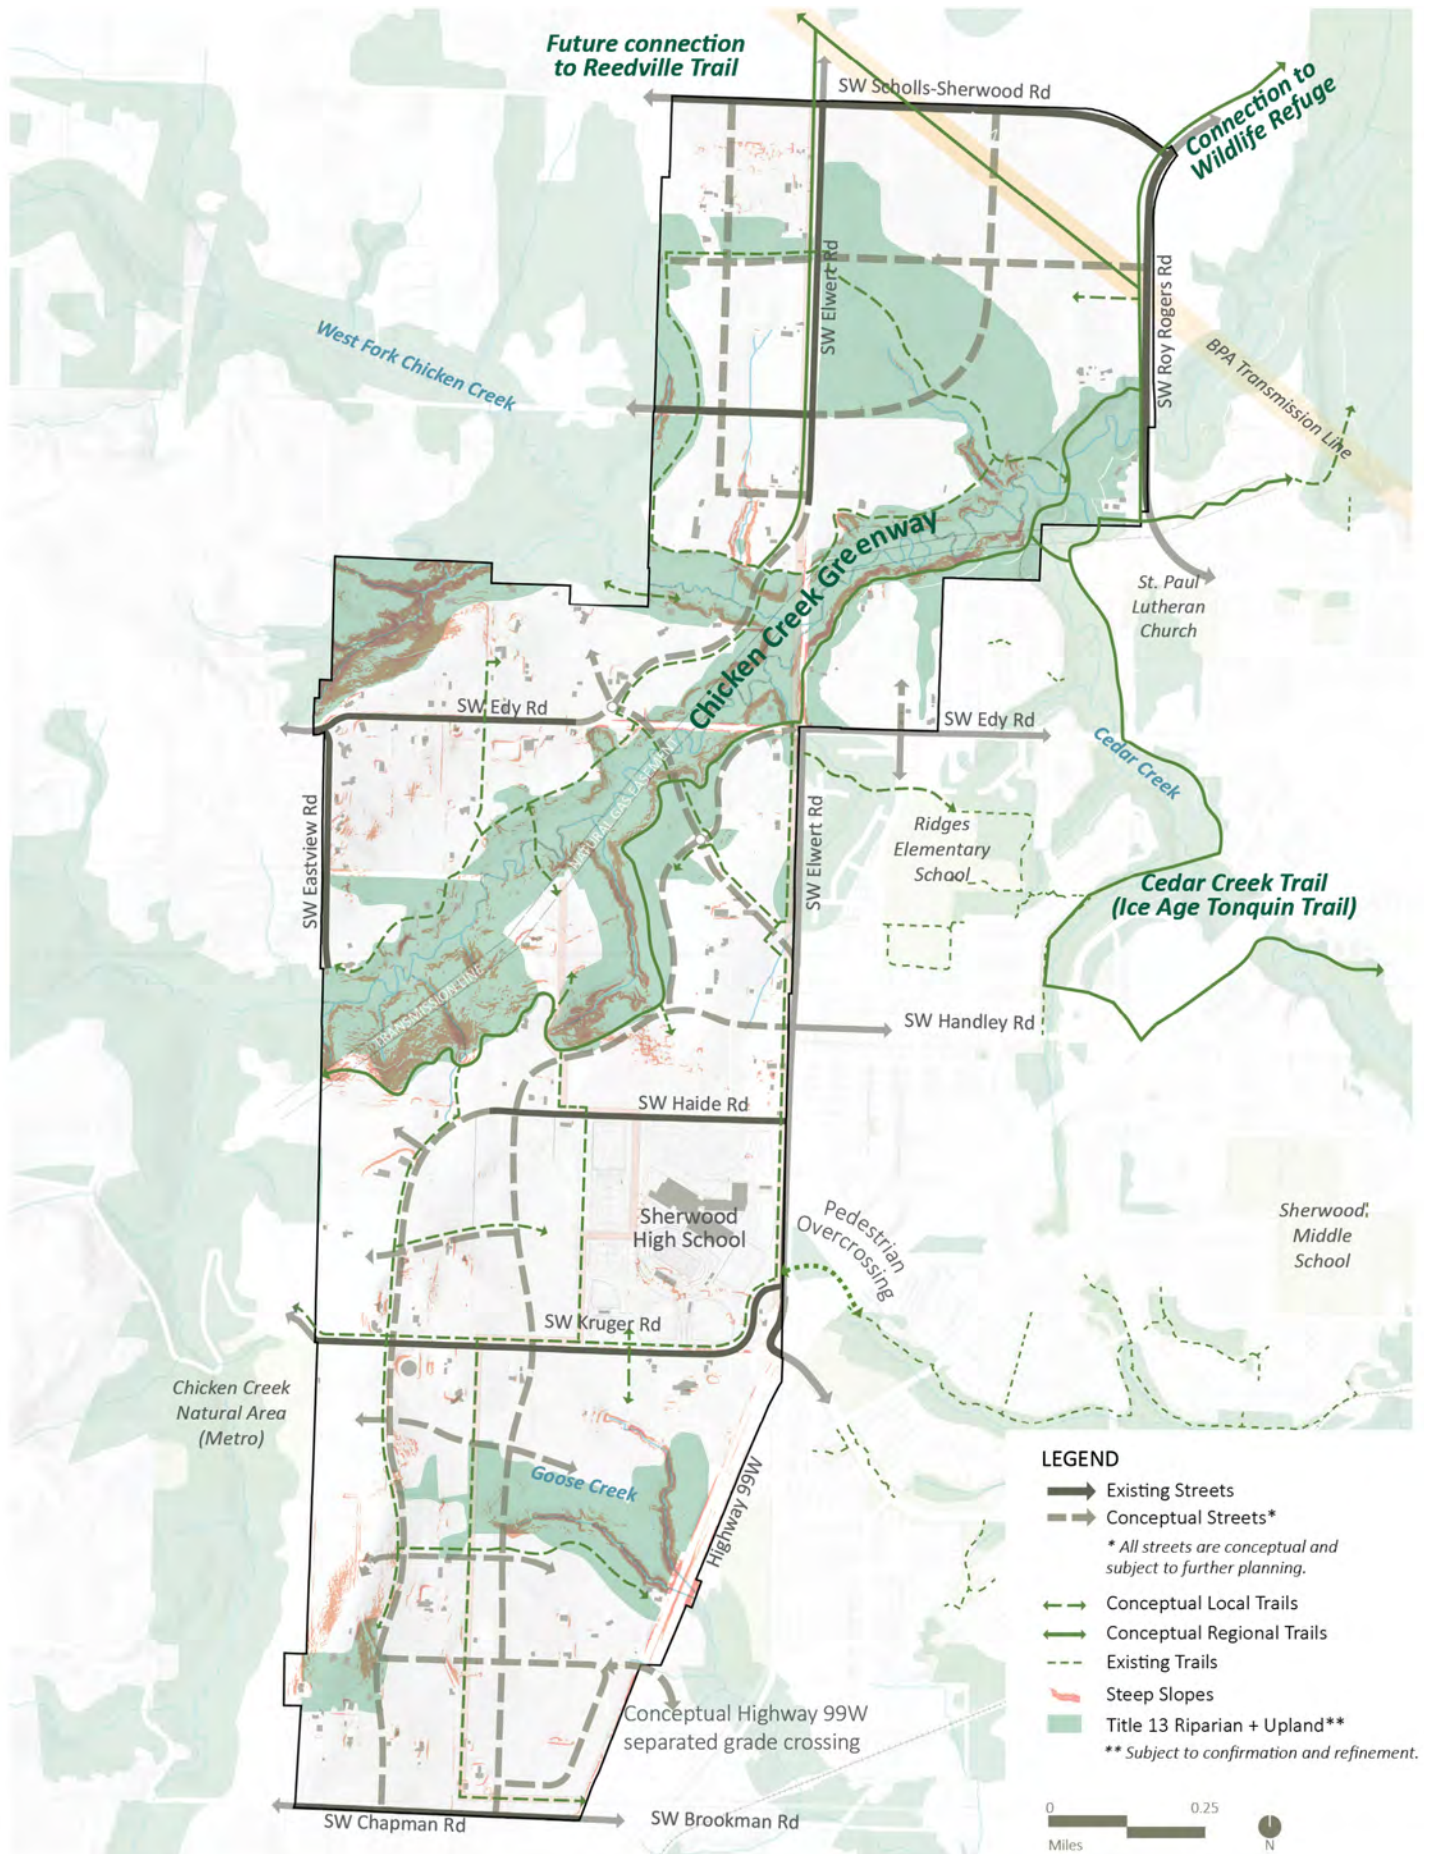 Future connection
to Reedville Trail
SW Scholls-Sherwood Rd
Connection to
Wildlife Refuge
SW Elwert Rd
SW Roy Rogers Rd
West Fork Chicken Creek
BPA Transmission Line
Chicken Creek Greenway
St. Paul
Lutheran
Church
SW Edy Rd
SW Edy Rd
Cedar Creek
NATURAL GAS EASEMENT
SW Eastview Rd
SW Elwert Rd
Ridges
Elementary
School
Cedar Creek Trail
(Ice Age Tonquin Trail)
TRANSMISSION LINE
SW Handley Rd
SW Haide Rd
Sherwood
High School
Pedestrian
Overcrossing
Sherwood
Middle
School
SW Kruger Rd
Chicken Creek
Natural Area
(Metro)
Goose Creek
Highway 99W
Conceptual Highway 99W
separated grade crossing
SW Chapman Rd
SW Brookman Rd
LEGEND
Existing Streets
Conceptual Streets*
* All streets are conceptual and
subject to further planning.
Conceptual Local Trails
Conceptual Regional Trails
Existing Trails
Steep Slopes
Title 13 Riparian + Upland**
** Subject to confirmation and refinement.
0 0.25
Miles
N